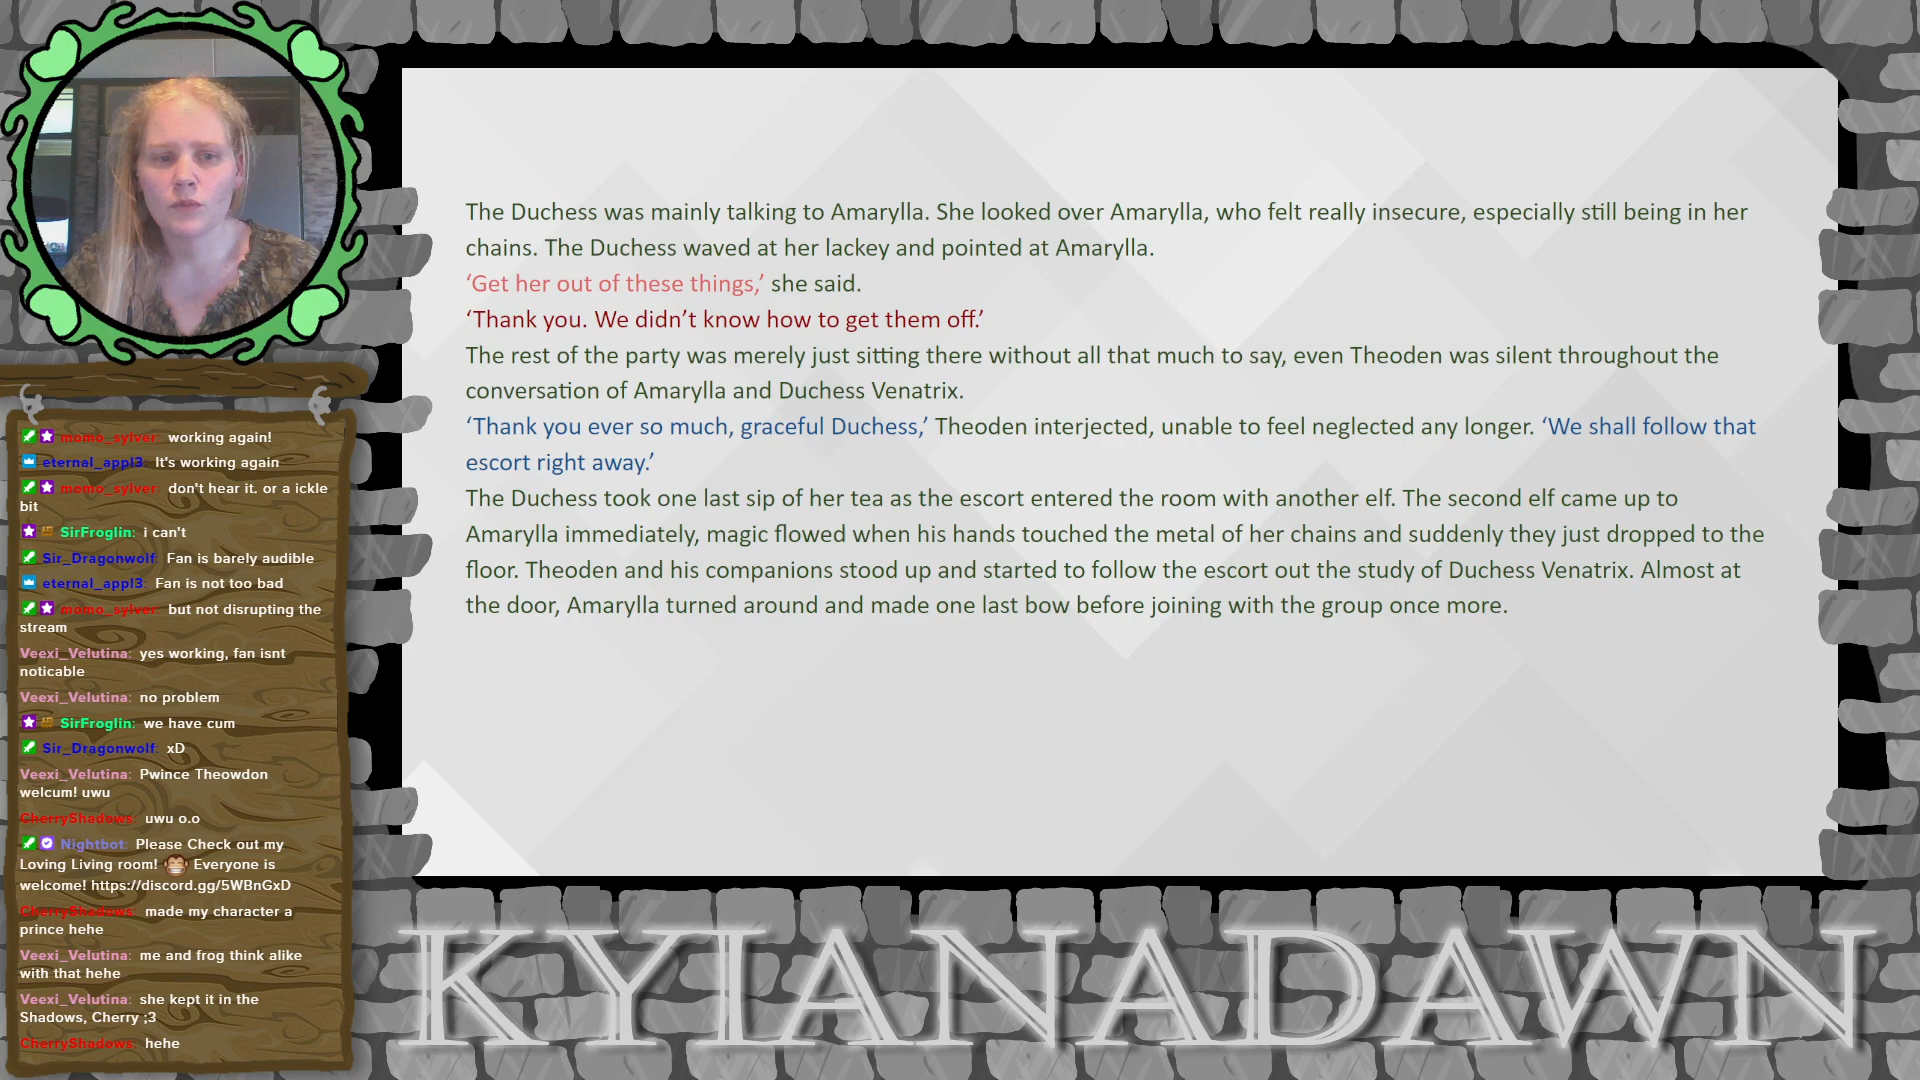 The Duchess was mainly talking to Amarylla. She looked over Amarylla, who felt really insecure, especially still being in her
chains. The Duchess waved at her lackey and pointed at Amarylla.
‘Get her out of these things,’ she said.
‘Thank you. We didn’t know how to get them off.’
The rest of the party was merely just sitting there without all that much to say, even Theoden was silent throughout the
conversation of Amarylla and Duchess Venatrix.
‘Thank you ever so much, graceful Duchess,’ Theoden interjected, unable to feel neglected any longer. ‘We shall follow that
escort right away.’
The Duchess took one last sip of her tea as the escort entered the room with another elf. The second elf came up to
Amarylla immediately, magic flowed when his hands touched the metal of her chains and suddenly they just dropped to the
floor. Theoden and his companions stood up and started to follow the escort out the study of Duchess Venatrix. Almost at
the door, Amarylla turned around and made one last bow before joining with the group once more.
momo_sylver: working again!
eternal_appl3: It's working again
momo_sylver: don't hear it. or a ickle
bit
SirFroglin: i can't
Sir_Dragonwolf: Fan is barely audible
eternal_appl3: Fan is not too bad
momo_sylver: but not disrupting the
stream
Veexi_Velutina: yes working, fan isnt
noticable
Veexi_Velutina: no problem
SirFroglin: we have cum
Sir_Dragonwolf: xD
Veexi_Velutina: Pwince Theowdon
welcum! uwu
CherryShadows: uwu o.o
Nightbot: Please Check out my
Loving Living room! Everyone is
welcome! https://discord.gg/5WBnGxD
CherryShadows: made my character a
prince hehe
Veexi_Velutina: me and frog think alike
with that hehe
Veexi_Velutina: she kept it in the
Shadows, Cherry ;3
CherryShadows: hehe
KYIANADAWN